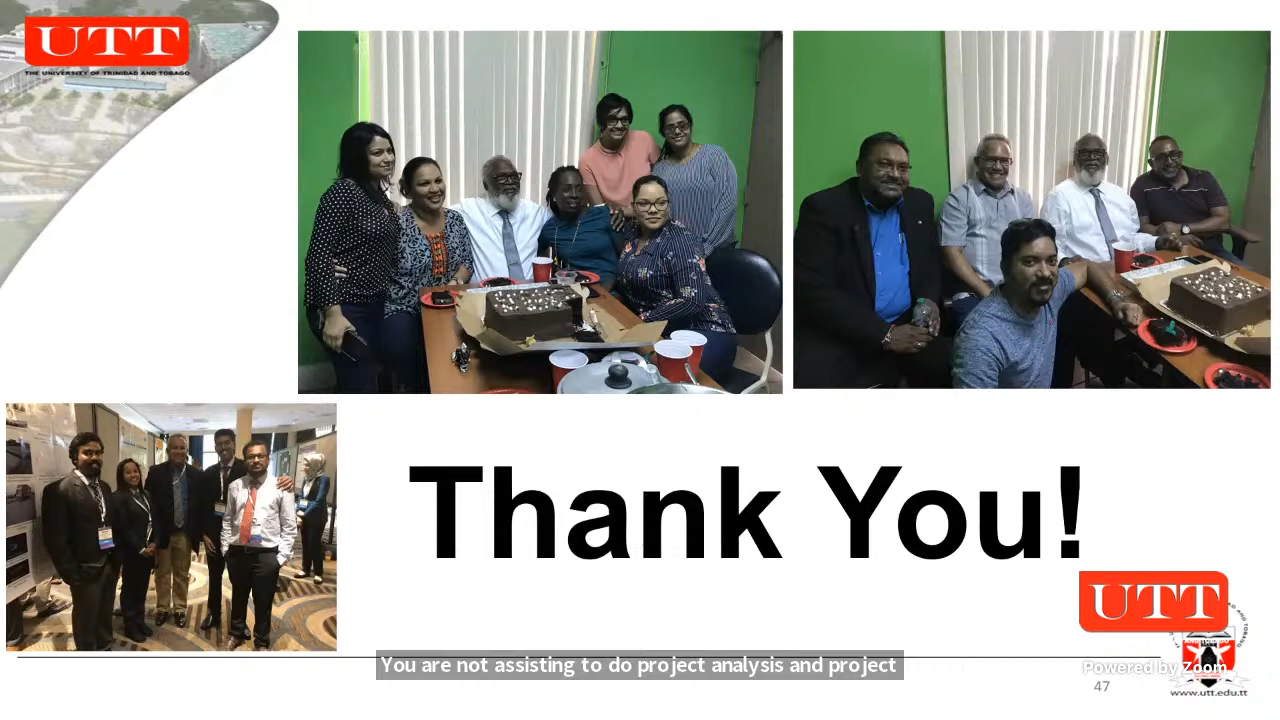 UTT
THE UNIVERSITY OF TRINIDAD AND TOBAGO
Thank You!
UTT
You are not assisting to do project analysis and project
Powered by Zoom
47
www.utt.edu.tt